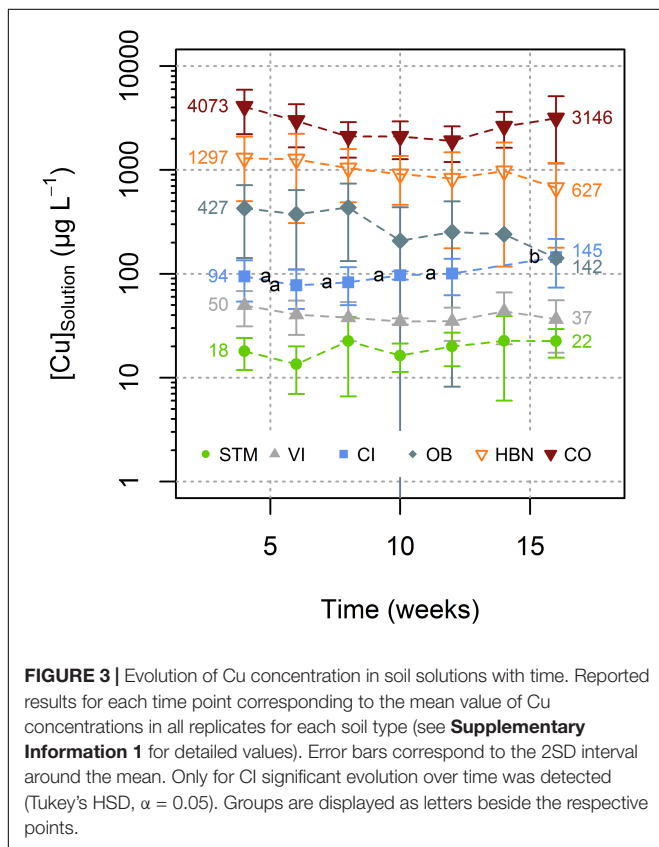 10000
1000
100
10
1
[Cu]Solution (µg L⁻¹)
4073
3146
1297
627
427
94 a a a a b 145
142
50
37
18
22
STM VI CI OB HBN CO
5 10 15
Time (weeks)
FIGURE 3 | Evolution of Cu concentration in soil solutions with time. Reported
results for each time point corresponding to the mean value of Cu
concentrations in all replicates for each soil type (see Supplementary
Information 1 for detailed values). Error bars correspond to the 2SD interval
around the mean. Only for CI significant evolution over time was detected
(Tukey's HSD, α = 0.05). Groups are displayed as letters beside the respective
points.